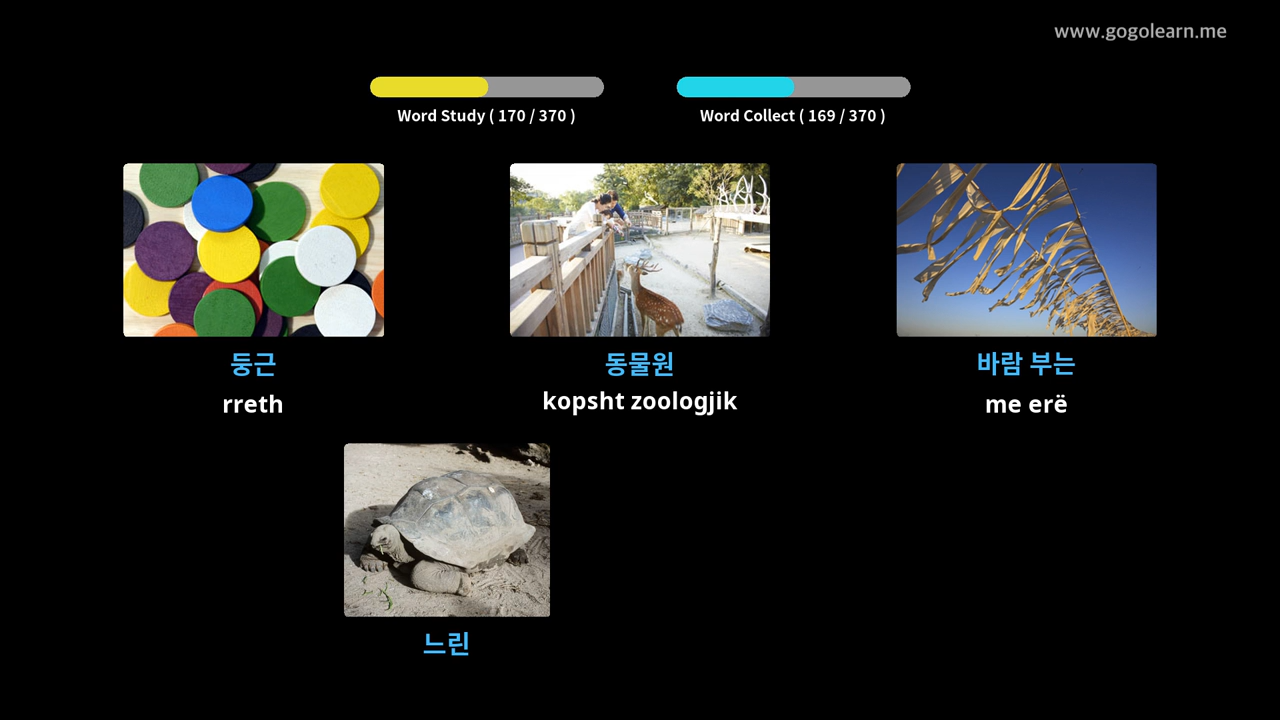 www.gogolearn.me
Word Study ( 170 / 370 )
Word Collect ( 169 / 370 )
둥근
rreth
동물원
kopsht zoologjik
바람 부는
me erë
느린